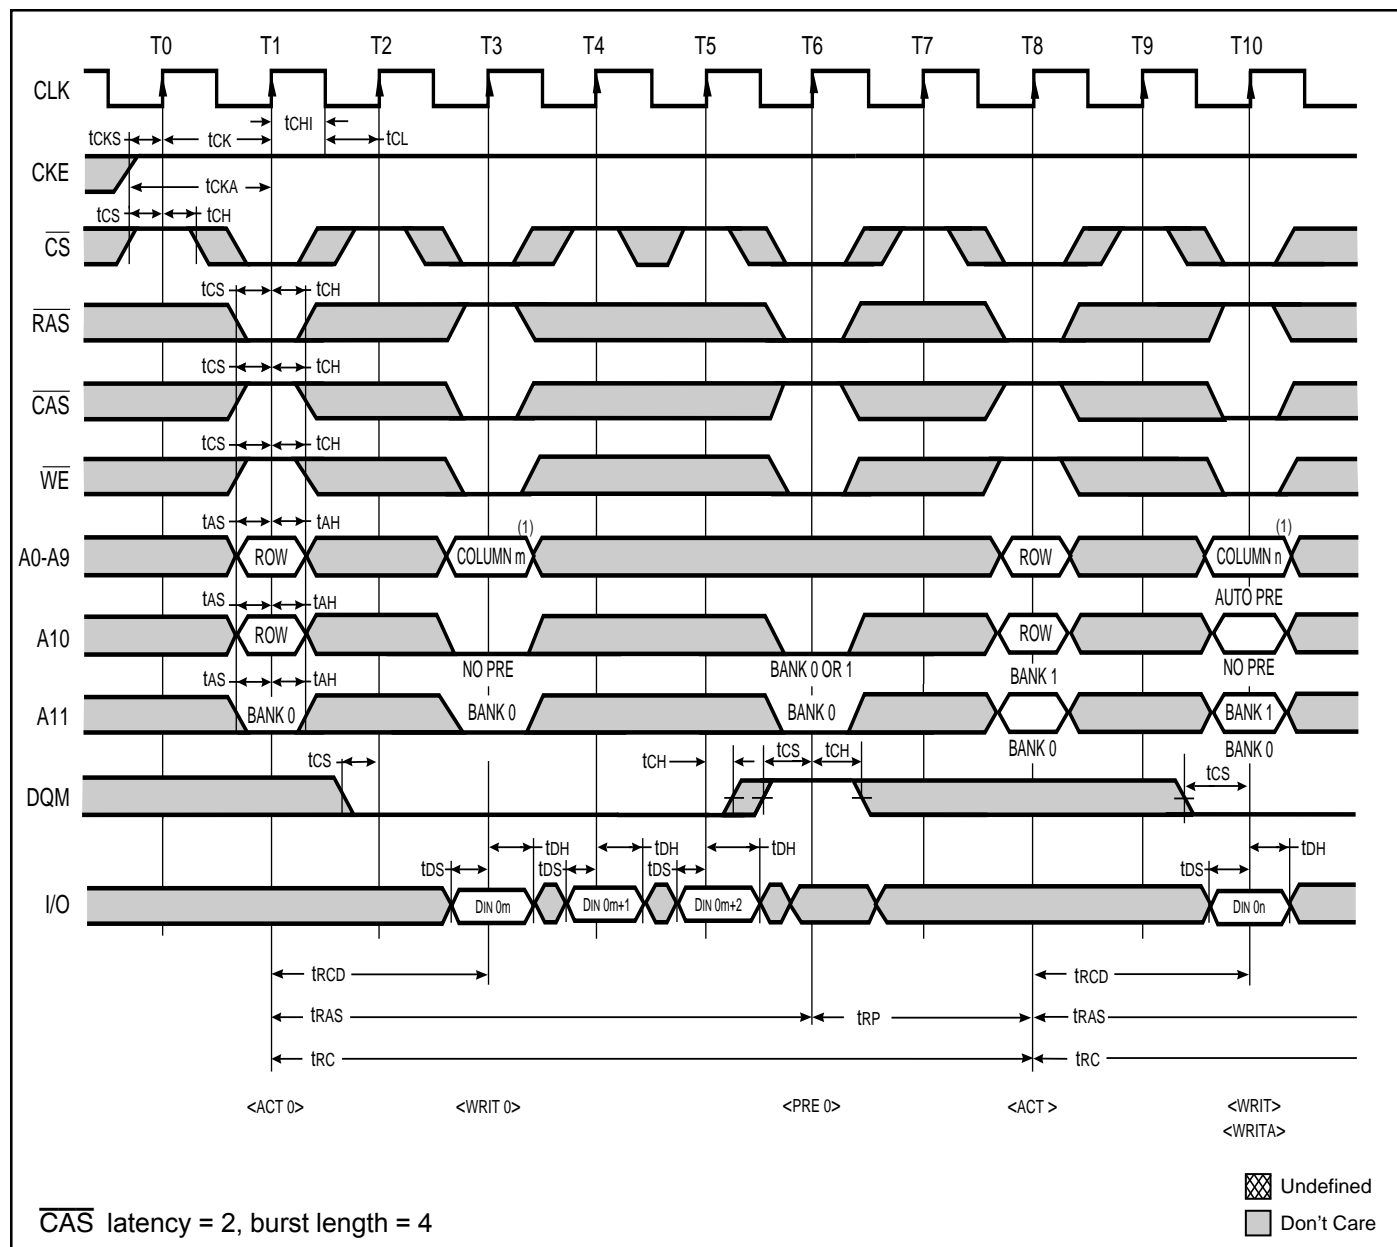 T0 T1 T2 T3 T4 T5 T6 T7 T8 T9 T10
CLK
tCHI
tCKS tCK tCL
CKE
tCKA
tCS tCH
CS
tCS tCH
RAS
tCS tCH
CAS
tCS tCH
WE
tAS tAH (1) (1)
A0-A9 ROW COLUMN m ROW COLUMN n
tAS tAH AUTO PRE
A10 ROW ROW
NO PRE BANK 0 OR 1 BANK 1 NO PRE
tAS tAH
A11 BANK 0 BANK 0 BANK 0 BANK 1
BANK 0 BANK 0
tCS tCH tCS tCH tCS
DQM
tDH tDH tDH tDH
tDS tDS tDS tDS
I/O DIN 0m DIN 0m+1 DIN 0m+2 DIN 0n
tRCD tRCD
tRAS tRP tRAS
tRC tRC
<ACT 0> <WRIT 0> <PRE 0> <ACT > <WRIT>
<WRITA>
Undefined
CAS latency = 2, burst length = 4
Don't Care